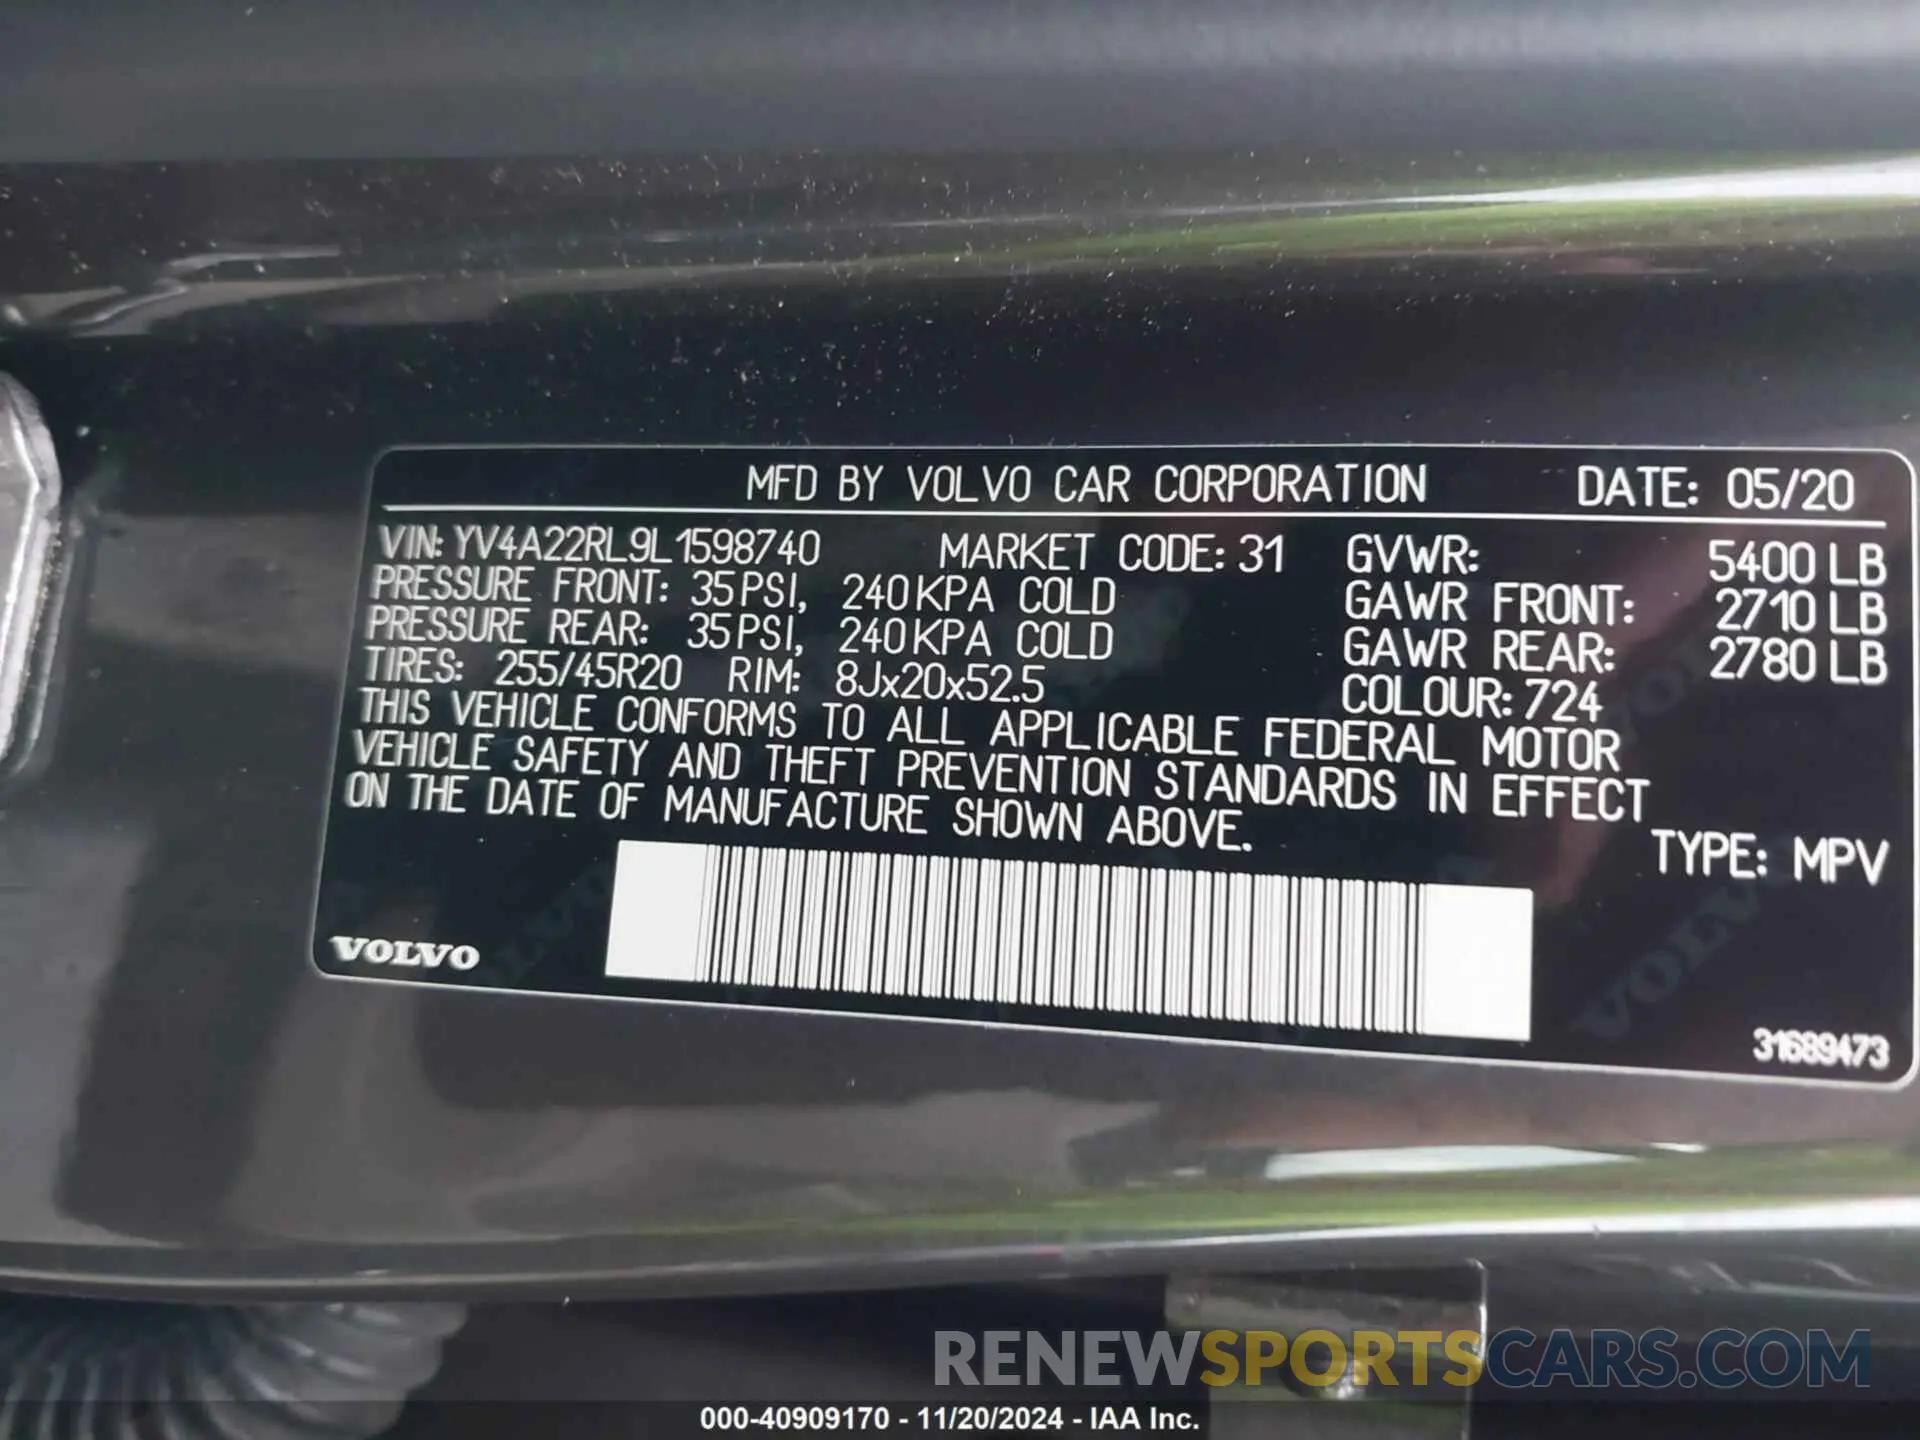 MFD BY VOLVO CAR CORPORATION DATE: 05/20
VIN: YV4A22RL9L1598740 MARKET CODE: 31 GVWR: 5400 LB
PRESSURE FRONT: 35PSI, 240KPA COLD GAWR FRONT: 2710 LB
PRESSURE REAR: 35PSI, 240KPA COLD GAWR REAR: 2780 LB
TIRES: 255/45R20 RIM: 8Jx20x52.5 COLOUR: 724
THIS VEHICLE CONFORMS TO ALL APPLICABLE FEDERAL MOTOR
VEHICLE SAFETY AND THEFT PREVENTION STANDARDS IN EFFECT
ON THE DATE OF MANUFACTURE SHOWN ABOVE.
TYPE: MPV
VOLVO
31689473
RENEWSPORTSCARS.COM
000-40909170 - 11/20/2024 - IAA Inc.